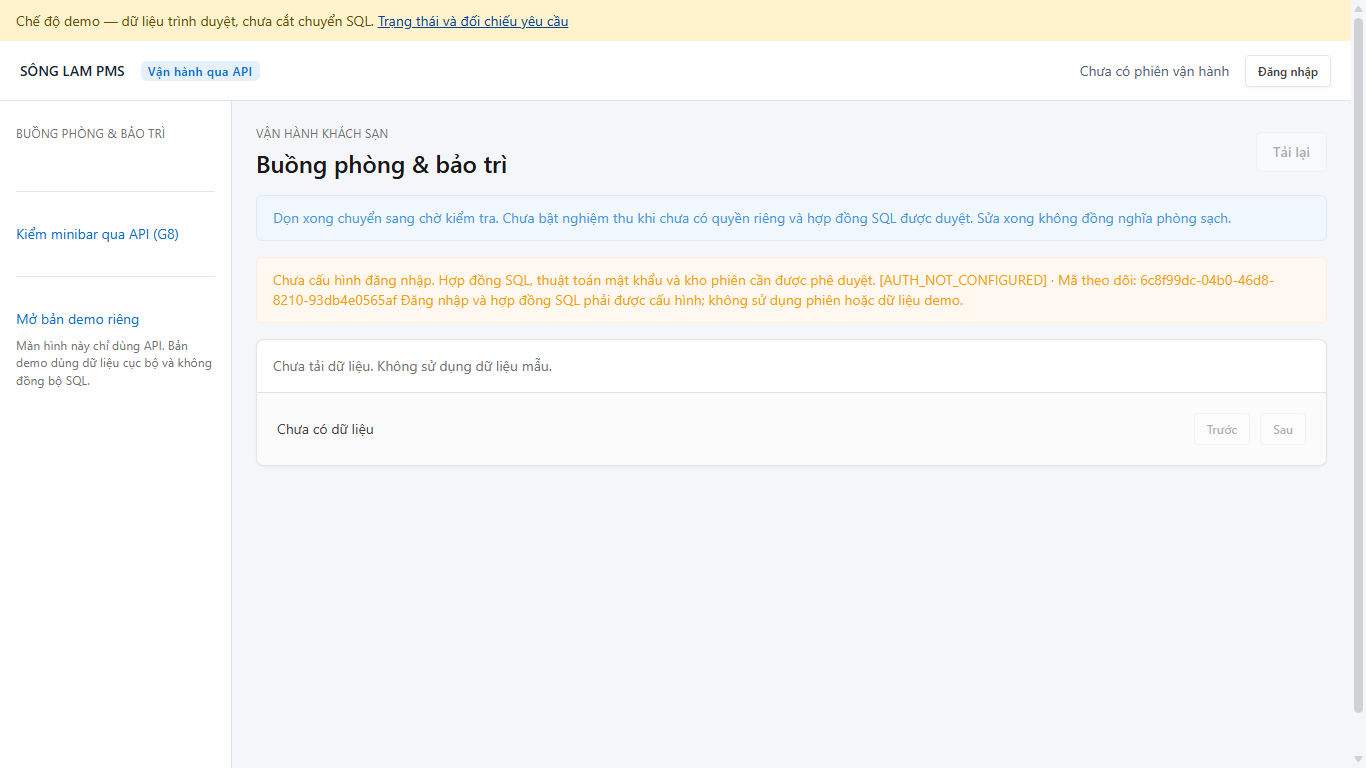 Chế độ demo — dữ liệu trình duyệt, chưa cắt chuyển SQL. Trạng thái và đối chiếu yêu cầu
SÔNG LAM PMS
Vận hành qua API
Chưa có phiên vận hành
Đăng nhập
BUỒNG PHÒNG & BẢO TRÌ
Kiểm minibar qua API (G8)
Mở bản demo riêng
Màn hình này chỉ dùng API. Bản
demo dùng dữ liệu cục bộ và không
đồng bộ SQL.
VẬN HÀNH KHÁCH SẠN
Buồng phòng & bảo trì
Tải lại
Dọn xong chuyển sang chờ kiểm tra. Chưa bật nghiệm thu khi chưa có quyền riêng và hợp đồng SQL được duyệt. Sửa xong không đồng nghĩa phòng sạch.
Chưa cấu hình đăng nhập. Hợp đồng SQL, thuật toán mật khẩu và kho phiên cần được phê duyệt. [AUTH_NOT_CONFIGURED] · Mã theo dõi: 6c8f99dc-04b0-46d8-
8210-93db4e0565af Đăng nhập và hợp đồng SQL phải được cấu hình; không sử dụng phiên hoặc dữ liệu demo.
Chưa tải dữ liệu. Không sử dụng dữ liệu mẫu.
Chưa có dữ liệu
Trước
Sau